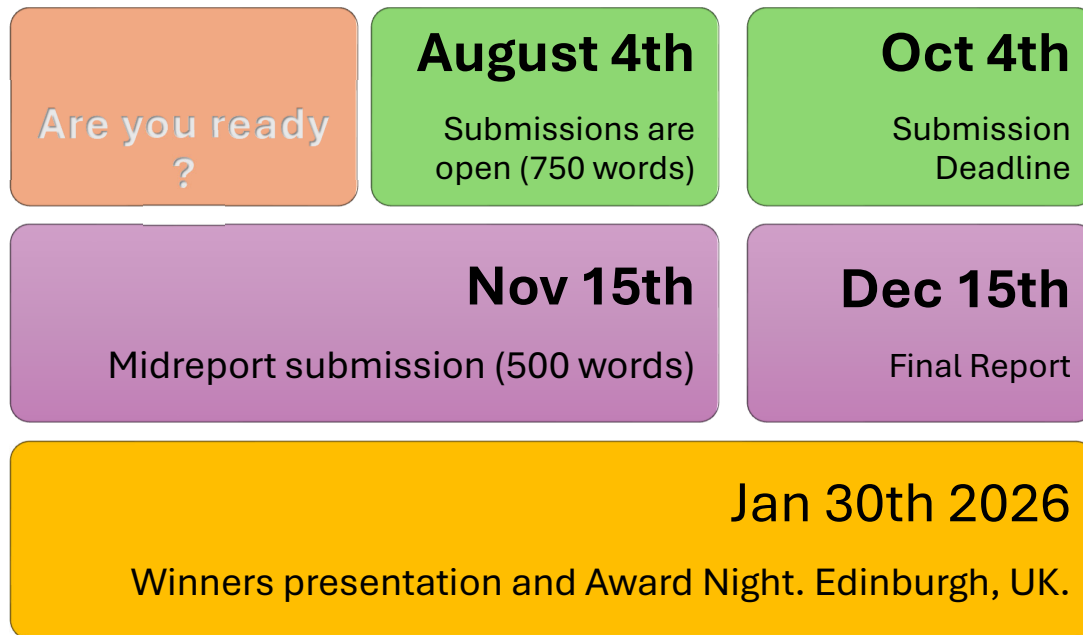 Are you ready
?
August 4th
Submissions are
open (750 words)
Oct 4th
Submission
Deadline
Nov 15th
Midreport submission (500 words)
Dec 15th
Final Report
Jan 30th 2026
Winners presentation and Award Night. Edinburgh, UK.